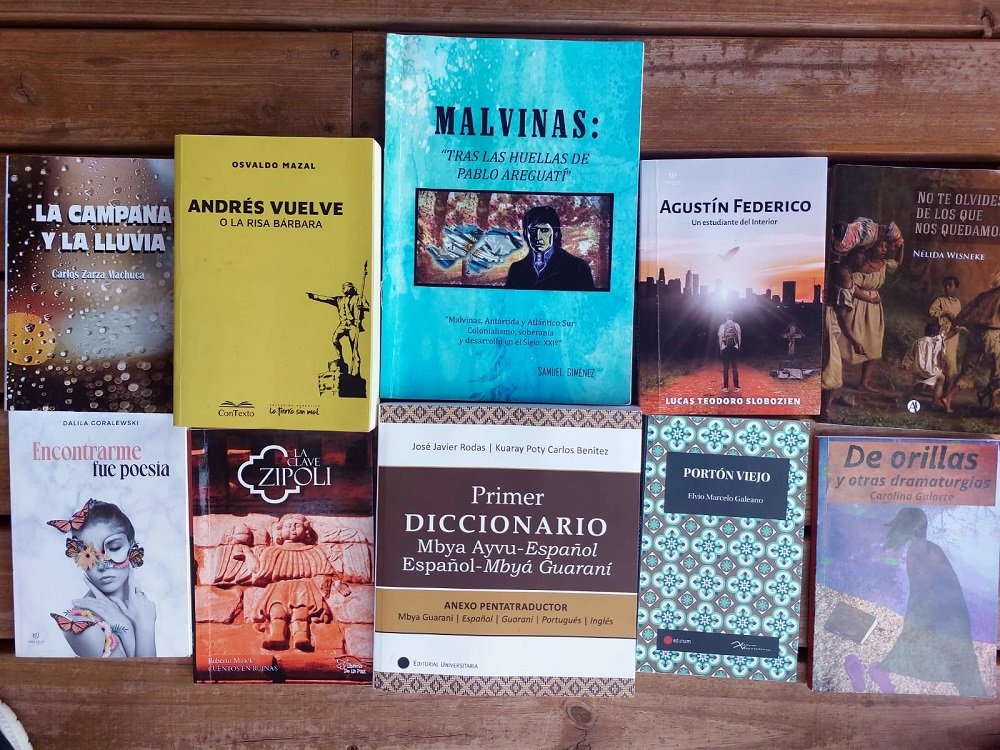 LA CAMPANA
Y LA LLUVIA
Carlos Zarza Machuca
OSVALDO MAZAL
ANDRÉS VUELVE
O LA RISA BÁRBARA
ConTexto
La tierra sin mal
MALVINAS:
"TRAS LAS HUELLAS DE
PABLO AREGUATÍ"
"Malvinas, Antártida y Atlántico Sur:
Colonialismo, soberanía
y desarrollo en el Siglo XXI"
SAMUEL GIMÉNEZ
AGUSTÍN FEDERICO
Un estudiante del Interior
LUCAS TEODORO SLOBOZIEN
NO TE OLVIDES
DE LOS QUE
NOS QUEDAMOS
NÉLIDA WISNEKE
DALILA GORALEWSKI
Encontrarme
fue poesía
LA
CLAVE
ZIPOLI
Roberto Maack
CUENTOS EN RUINAS
De La Paz
José Javier Rodas | Kuaray Poty Carlos Benitez
Primer
DICCIONARIO
Mbya Ayvu-Español
Español-Mbyá Guaraní
ANEXO PENTATRADUCTOR
Mbya Guarani | Español | Guaraní | Portugués | Inglés
EDITORIAL UNIVERSITARIA
PORTÓN VIEJO
Elvio Marcelo Galeano
edunam
De orillas
y otras dramaturgias
Carolina Gularte